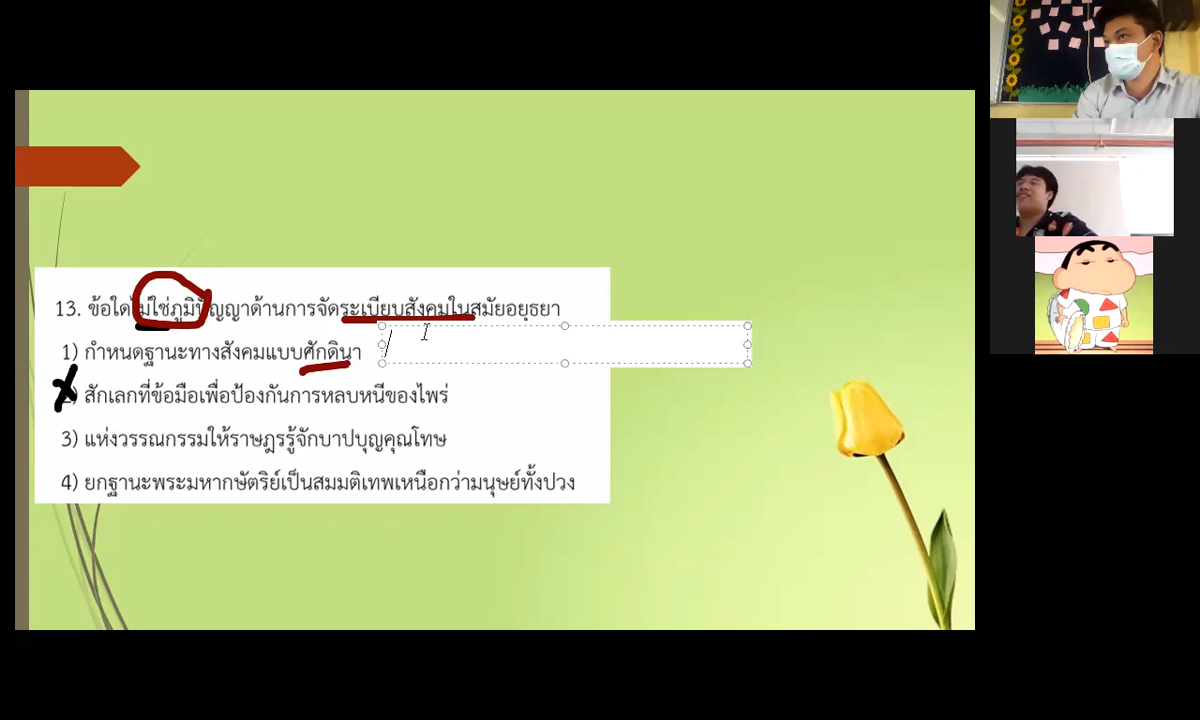 13. ข้อใดไม่ใช่ภูมิปัญญาด้านการจัดระเบียบสังคมในสมัยอยุธยา
1) กำหนดฐานะทางสังคมแบบศักดินา /
2) สักเลกที่ข้อมือเพื่อป้องกันการหลบหนีของไพร่
3) แห่งวรรณกรรมให้ราษฎรรู้จักบาปบุญคุณโทษ
4) ยกฐานะพระมหากษัตริย์เป็นสมมติเทพเหนือกว่ามนุษย์ทั้งปวง